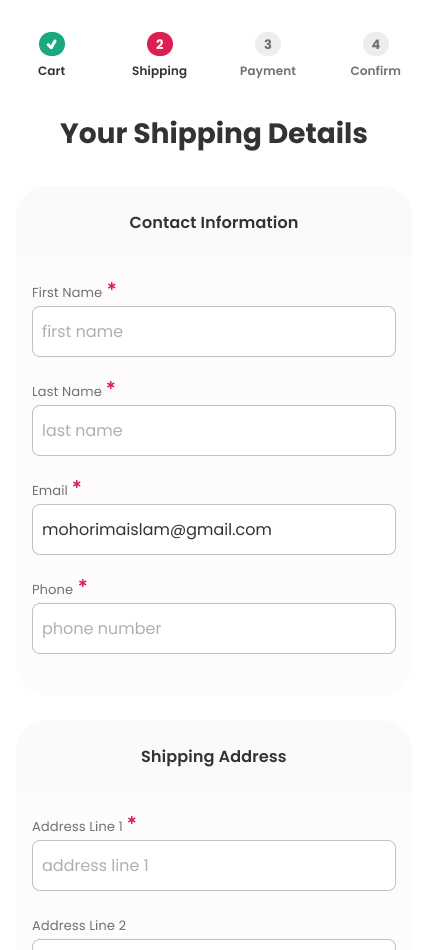 2 3 4
Cart Shipping Payment Confirm
Your Shipping Details
Contact Information
First Name *
first name
Last Name *
last name
Email *
mohorimaislam@gmail.com
Phone *
phone number
Shipping Address
Address Line 1 *
address line 1
Address Line 2